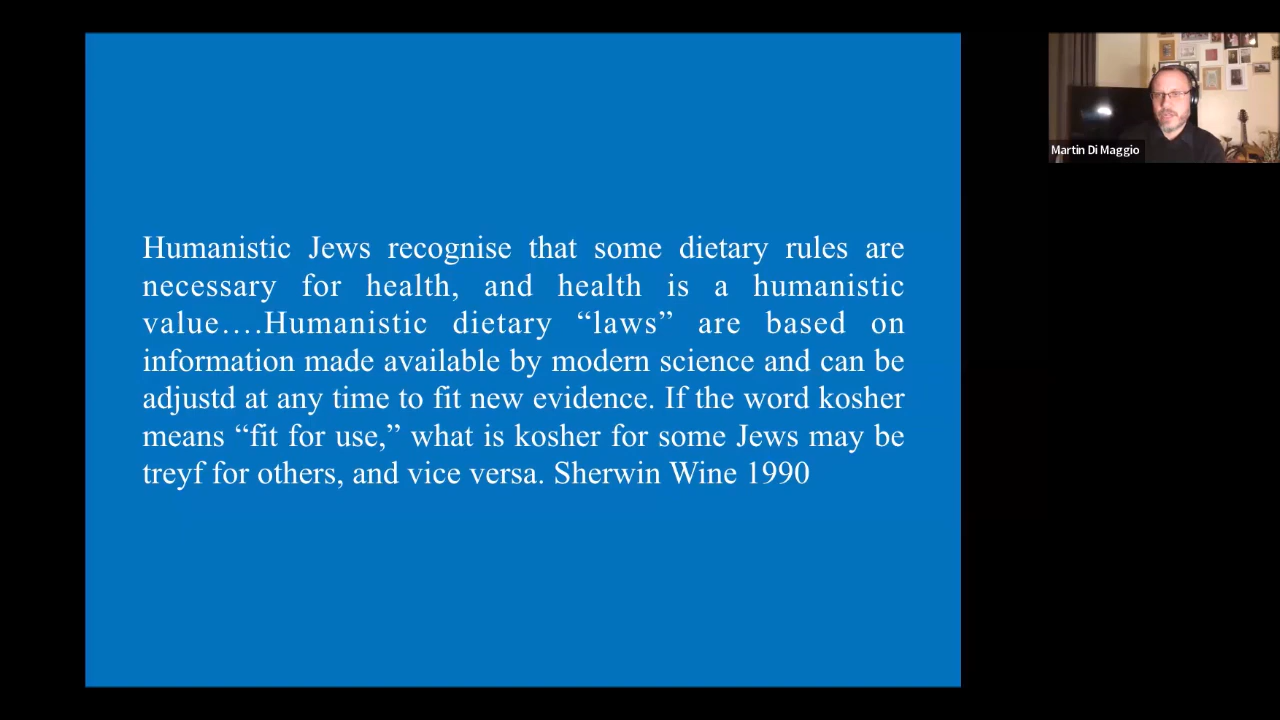 Humanistic Jews recognise that some dietary rules are
necessary for health, and health is a humanistic
value….Humanistic dietary “laws” are based on
information made available by modern science and can be
adjustd at any time to fit new evidence. If the word kosher
means “fit for use,” what is kosher for some Jews may be
treyf for others, and vice versa. Sherwin Wine 1990
Martin Di Maggio